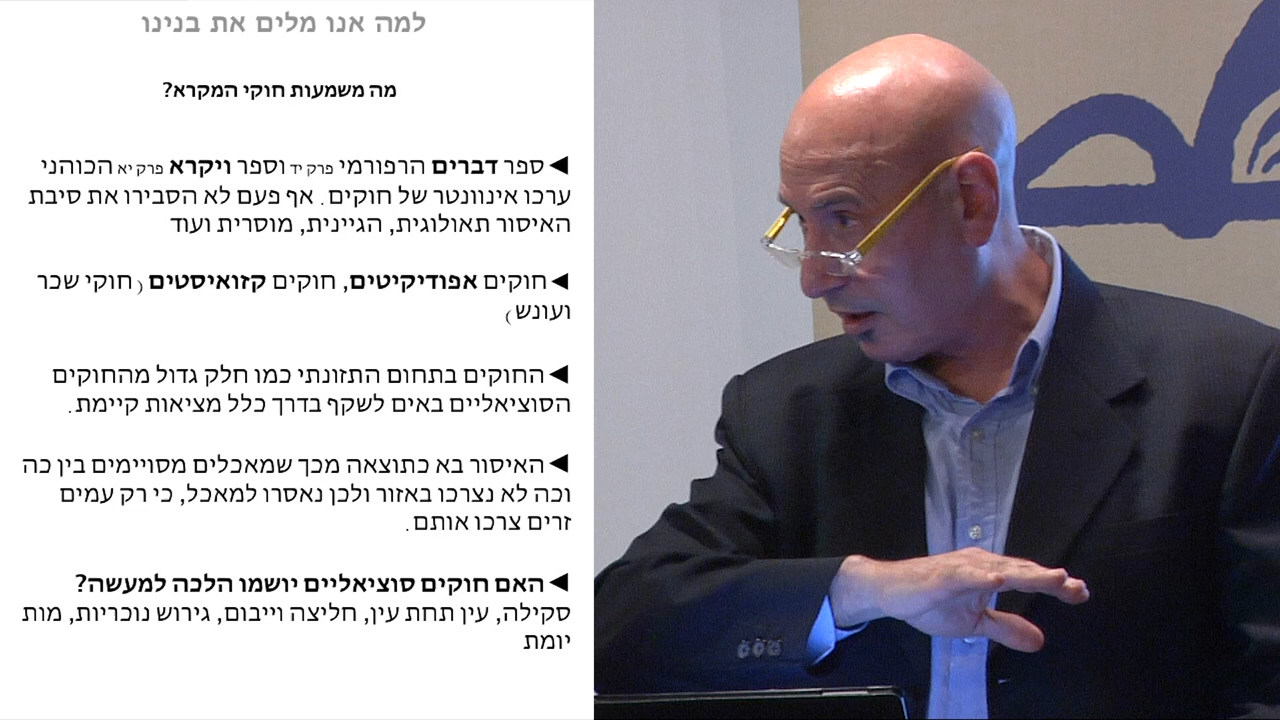 למה אנו מלים את בנינו
מה משמעות חוקי המקרא?
◀ספר דברים הרפורמי פרק יד וספר ויקרא פרק יא הכוהני
ערכו אינוונטר של חוקים. אף פעם לא הסבירו את סיבת
האיסור תאולוגית, הגיינית, מוסרית ועוד
◀חוקים אפודיקיטים, חוקים קזואיסטים (חוקי שכר
ועונש)
◀החוקים בתחום התזונתי כמו חלק גדול מהחוקים
הסוציאליים באים לשקף בדרך כלל מציאות קיימת.
◀האיסור בא כתוצאה מכך שמאכלים מסויימים בין כה
וכה לא נצרכו באזור ולכן נאסרו למאכל, כי רק עמים
זרים צרכו אותם.
◀האם חוקים סוציאליים יושמו הלכה למעשה?
סקילה, עין תחת עין, חליצה וייבום, גירוש נוכריות, מות
יומת